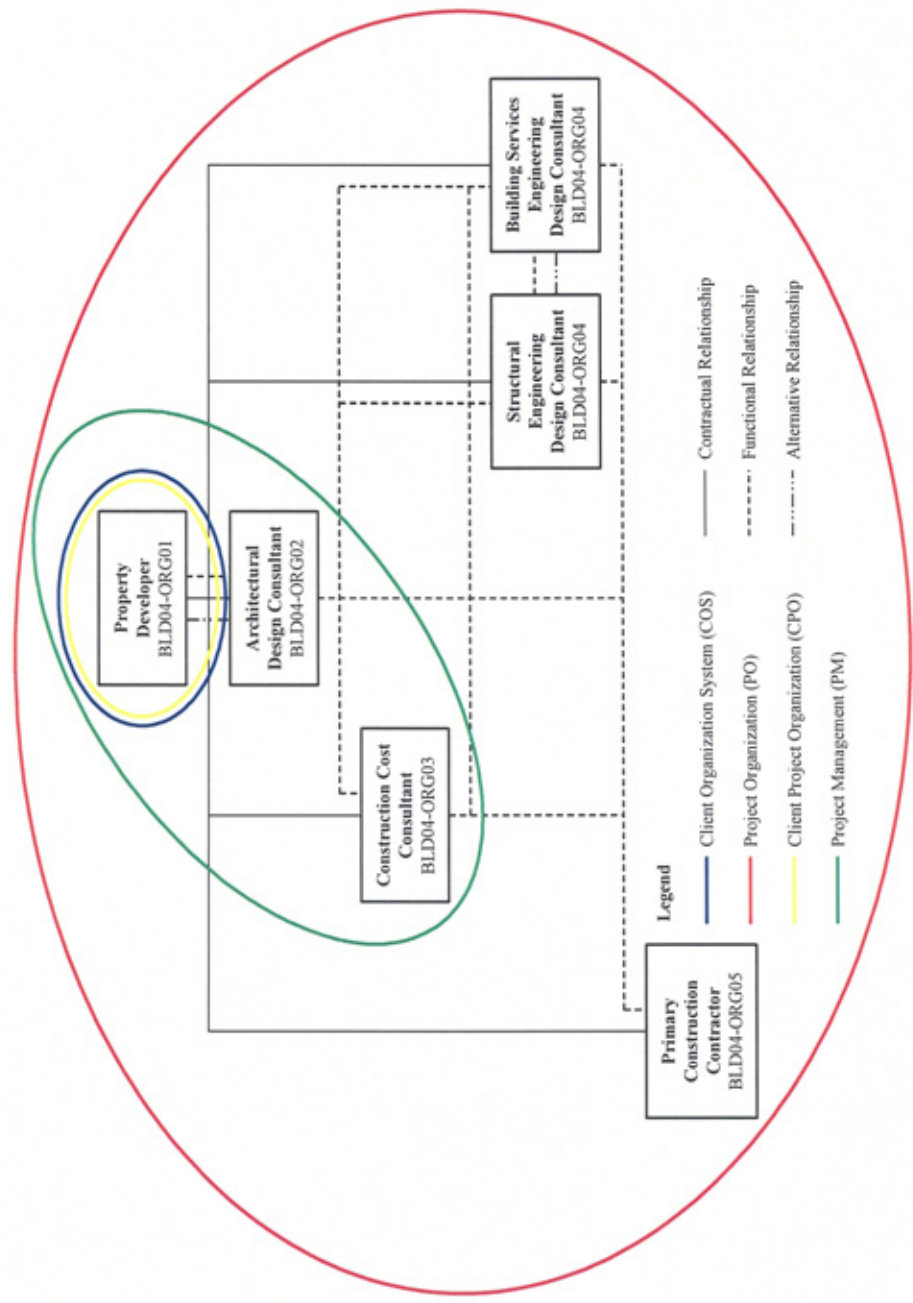 Property
Developer
BLD04-ORG01
Architectural
Design Consultant
BLD04-ORG02
Construction Cost
Consultant
BLD04-ORG03
Structural
Engineering
Design Consultant
BLD04-ORG04
Building Services
Engineering
Design Consultant
BLD04-ORG04
Primary
Construction
Contractor
BLD04-ORG05
Legend
Client Organization System (COS)
Project Organization (PO)
Client Project Organization (CPO)
Project Management (PM)
Contractual Relationship
Functional Relationship
Alternative Relationship